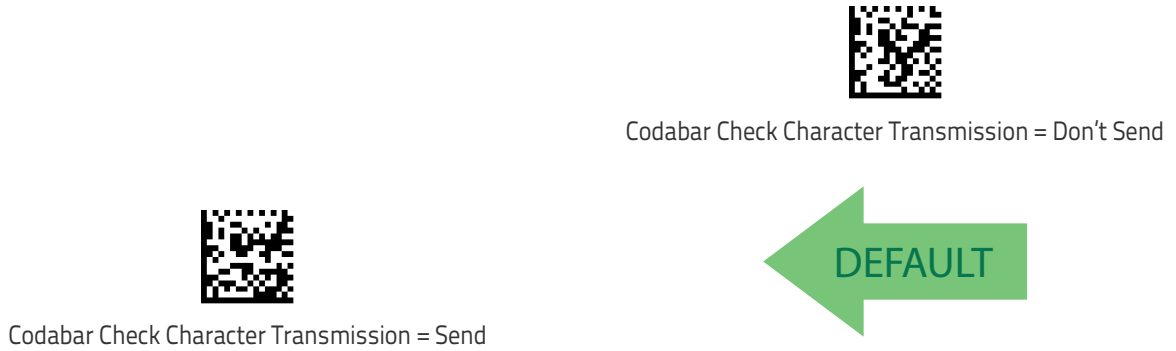 Codabar Check Character Transmission = Don't Send
DEFAULT
Codabar Check Character Transmission = Send